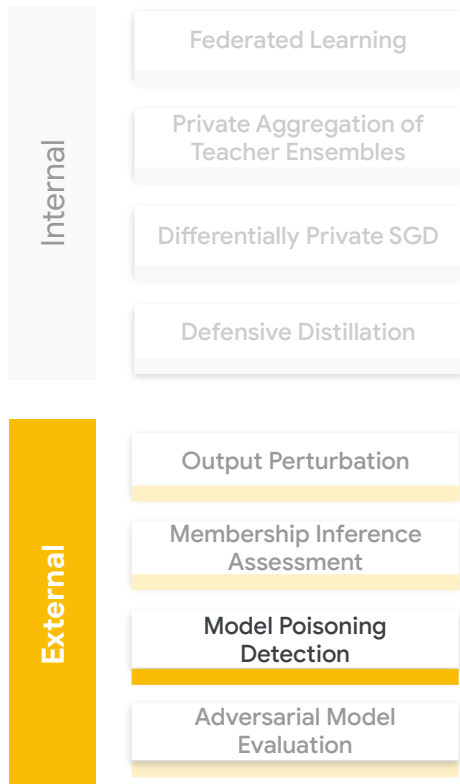 Internal
Federated Learning
Private Aggregation of
Teacher Ensembles
Differentially Private SGD
Defensive Distillation
External
Output Perturbation
Membership Inference
Assessment
Model Poisoning
Detection
Adversarial Model
Evaluation